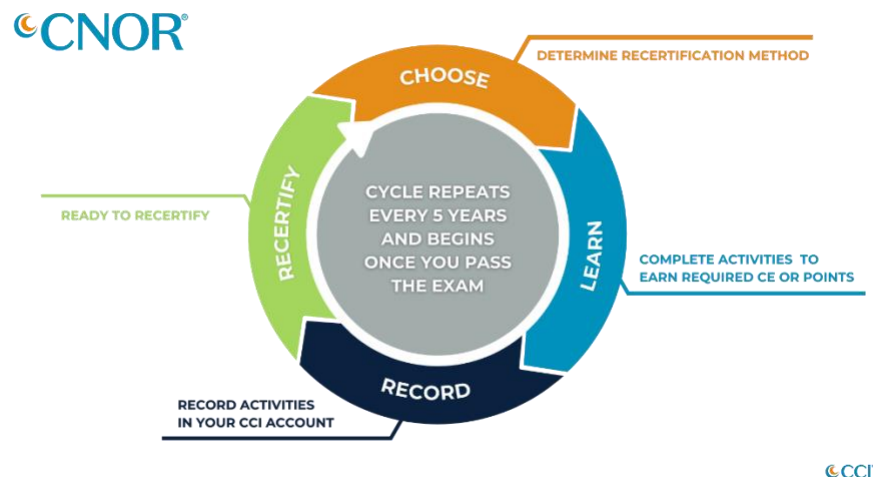 CNOR®
CHOOSE
DETERMINE RECERTIFICATION METHOD
LEARN
COMPLETE ACTIVITIES TO
EARN REQUIRED CE OR POINTS
RECORD
RECORD ACTIVITIES
IN YOUR CCI ACCOUNT
RECERTIFY
READY TO RECERTIFY
CYCLE REPEATS
EVERY 5 YEARS
AND BEGINS
ONCE YOU PASS
THE EXAM
CCI